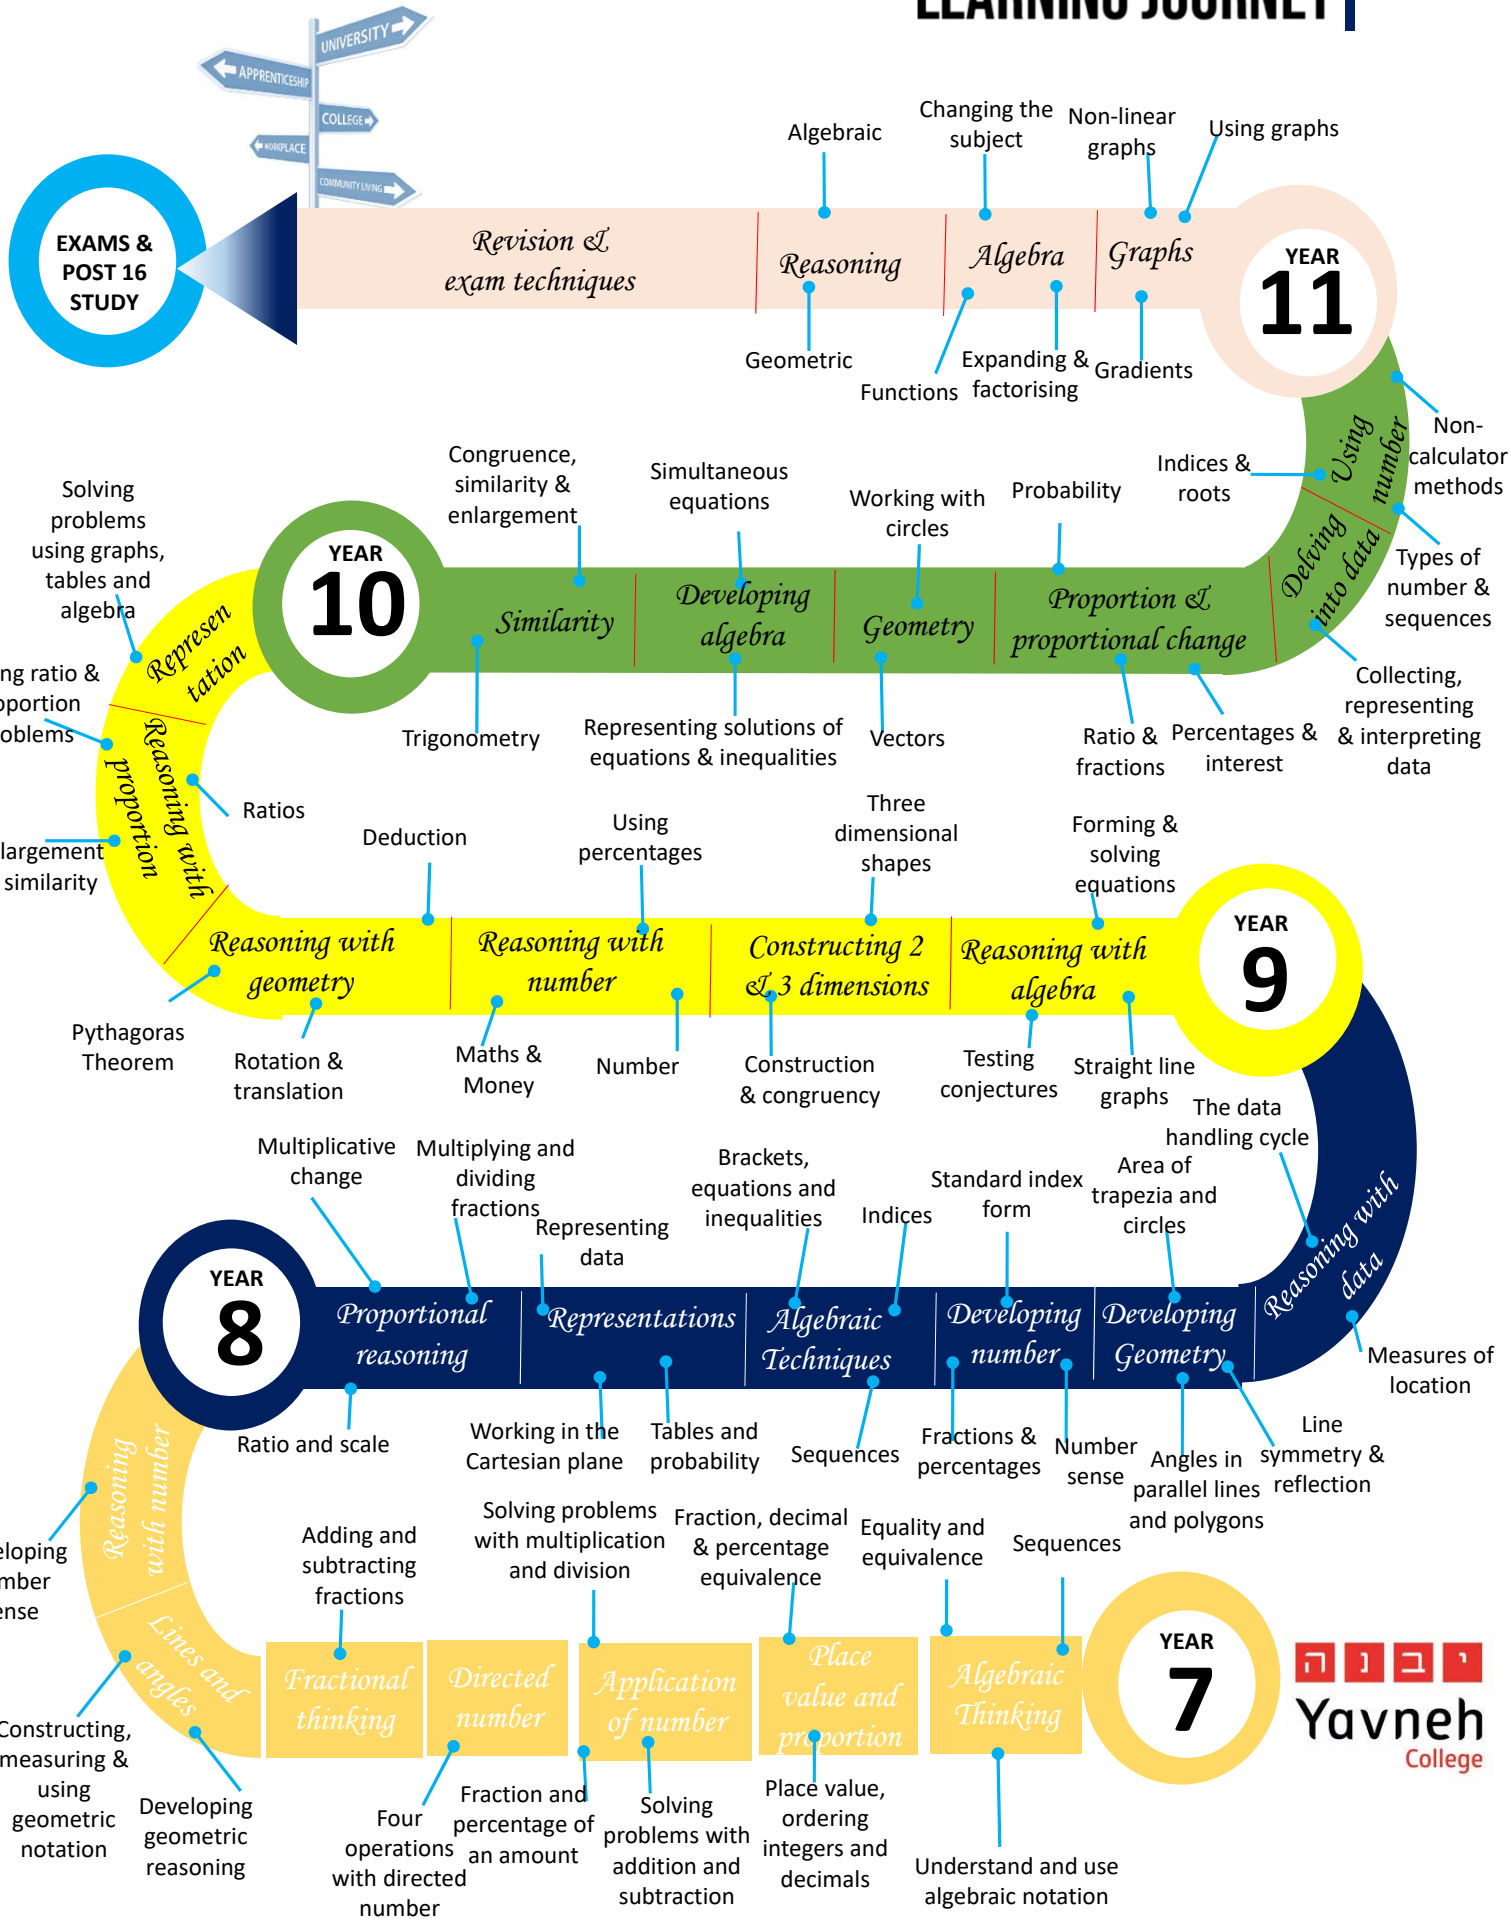 LEARNING JOURNEY
UNIVERSITY
APPRENTICESHIP
COLLEGE
WORKPLACE
COMMUNITY LIVING
EXAMS &
POST 16
STUDY
Revision &
exam techniques
Reasoning
Algebra
Graphs
YEAR
11
Algebraic
Changing the
subject
Non-linear
graphs
Using graphs
Geometric
Functions
Expanding &
factorising
Gradients
Using
number
Non-
calculator
methods
Indices &
roots
Types of
number &
sequences
Delving
into data
Collecting,
representing
& interpreting
data
YEAR
10
Similarity
Developing
algebra
Geometry
Proportion &
proportional change
Congruence,
similarity &
enlargement
Simultaneous
equations
Working with
circles
Probability
Trigonometry
Representing solutions of
equations & inequalities
Vectors
Ratio &
fractions
Percentages &
interest
Solving
problems
using graphs,
tables and
algebra
Represen
tation
ng ratio &
portion
oblems
Reasoning with
proportion
Ratios
largement
similarity
Deduction
Using
percentages
Three
dimensional
shapes
Forming &
solving
equations
Reasoning with
geometry
Reasoning with
number
Constructing 2
& 3 dimensions
Reasoning with
algebra
YEAR
9
Pythagoras
Theorem
Rotation &
translation
Maths &
Money
Number
Construction
& congruency
Testing
conjectures
Straight line
graphs
The data
handling cycle
Reasoning with
data
Measures of
location
Multiplicative
change
Multiplying and
dividing
fractions
Representing
data
Brackets,
equations and
inequalities
Indices
Standard index
form
Area of
trapezia and
circles
YEAR
8
Proportional
reasoning
Representations
Algebraic
Techniques
Developing
number
Developing
Geometry
Ratio and scale
Working in the
Cartesian plane
Tables and
probability
Sequences
Fractions &
percentages
Number
sense
Angles in
parallel lines
and polygons
Line
symmetry &
reflection
Reasoning
with number
eloping
mber
ense
Lines and
angles
Constructing,
measuring &
using
geometric
notation
Developing
geometric
reasoning
Adding and
subtracting
fractions
Solving problems
with multiplication
and division
Fraction, decimal
& percentage
equivalence
Equality and
equivalence
Sequences
Fractional
thinking
Directed
number
Application
of number
Place
value and
proportion
Algebraic
Thinking
YEAR
7
Four
operations
with directed
number
Fraction and
percentage of
an amount
Solving
problems with
addition and
subtraction
Place value,
ordering
integers and
decimals
Understand and use
algebraic notation
יבנה
Yavneh
College